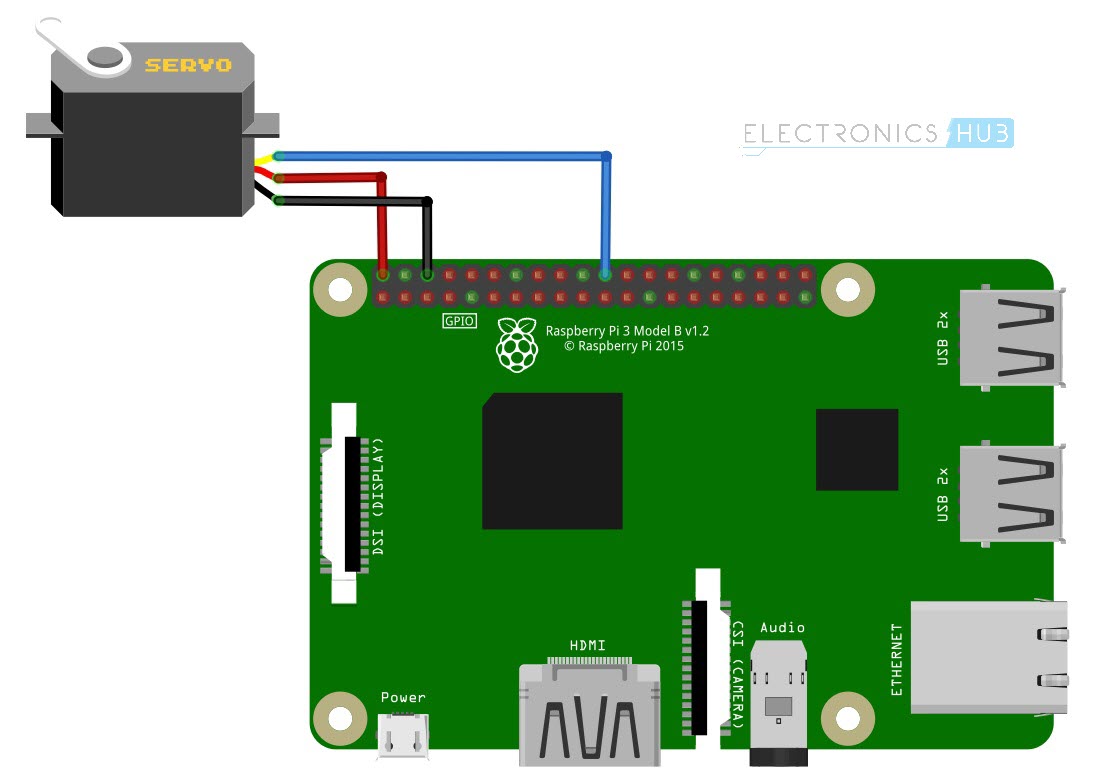 SERVO
ELECTRONICS HUB
GPIO
Raspberry Pi 3 Model B v1.2
© Raspberry Pi 2015
USB 2x
DSI (DISPLAY)
USB 2x
CSI (CAMERA)
Audio
ETHERNET
HDMI
Power